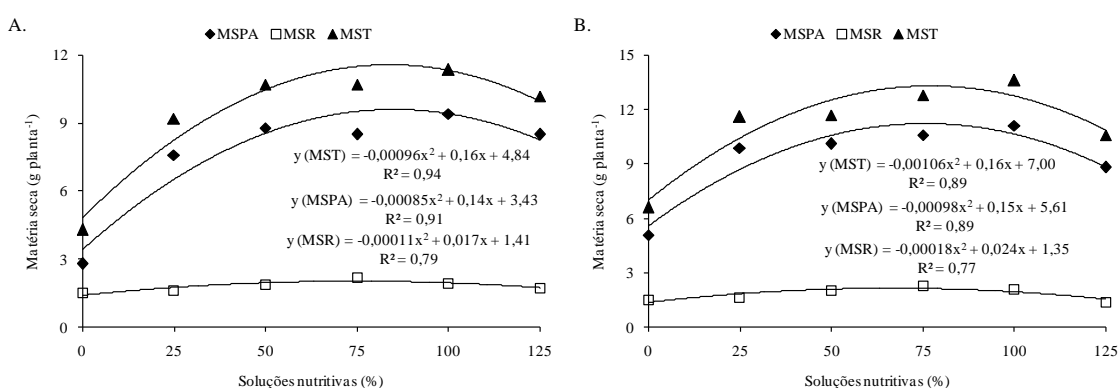 A.
MSPA MSR MST
12
9
6
3
0
Matéria seca (g planta⁻¹)
y (MST) = -0,00096x² + 0,16x + 4,84
R² = 0,94
y (MSPA) = -0,00085x² + 0,14x + 3,43
R² = 0,91
y (MSR) = -0,00011x² + 0,017x + 1,41
R² = 0,79
0 25 50 75 100 125
Soluções nutritivas (%)
B.
MSPA MSR MST
15
12
9
6
3
0
Matéria seca (g planta⁻¹)
y (MST) = -0,00106x² + 0,16x + 7,00
R² = 0,89
y (MSPA) = -0,00098x² + 0,15x + 5,61
R² = 0,89
y (MSR) = -0,00018x² + 0,024x + 1,35
R² = 0,77
0 25 50 75 100 125
Soluções nutritivas (%)